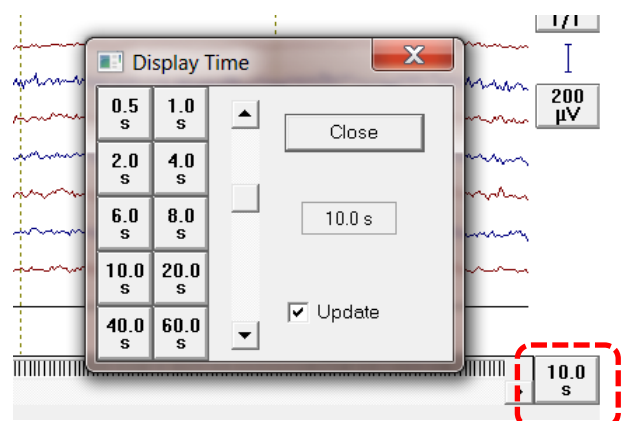 1/1
Display Time
X
0.5 s
1.0 s
Close
200 µV
2.0 s
4.0 s
6.0 s
8.0 s
10.0 s
10.0 s
20.0 s
Update
40.0 s
60.0 s
10.0 s